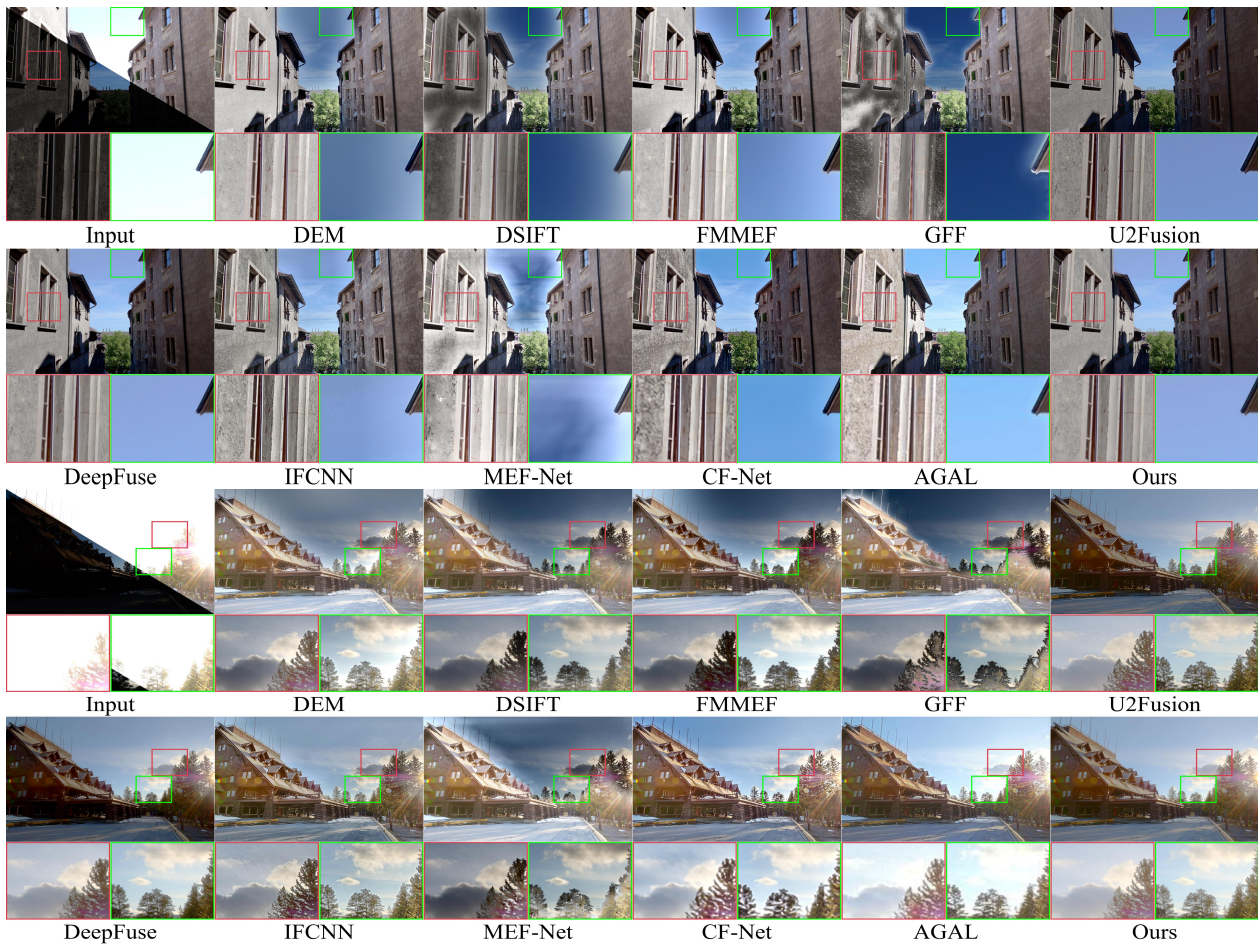 Input DEM DSIFT FMMEF GFF U2Fusion
DeepFuse IFCNN MEF-Net CF-Net AGAL Ours
Input DEM DSIFT FMMEF GFF U2Fusion
DeepFuse IFCNN MEF-Net CF-Net AGAL Ours